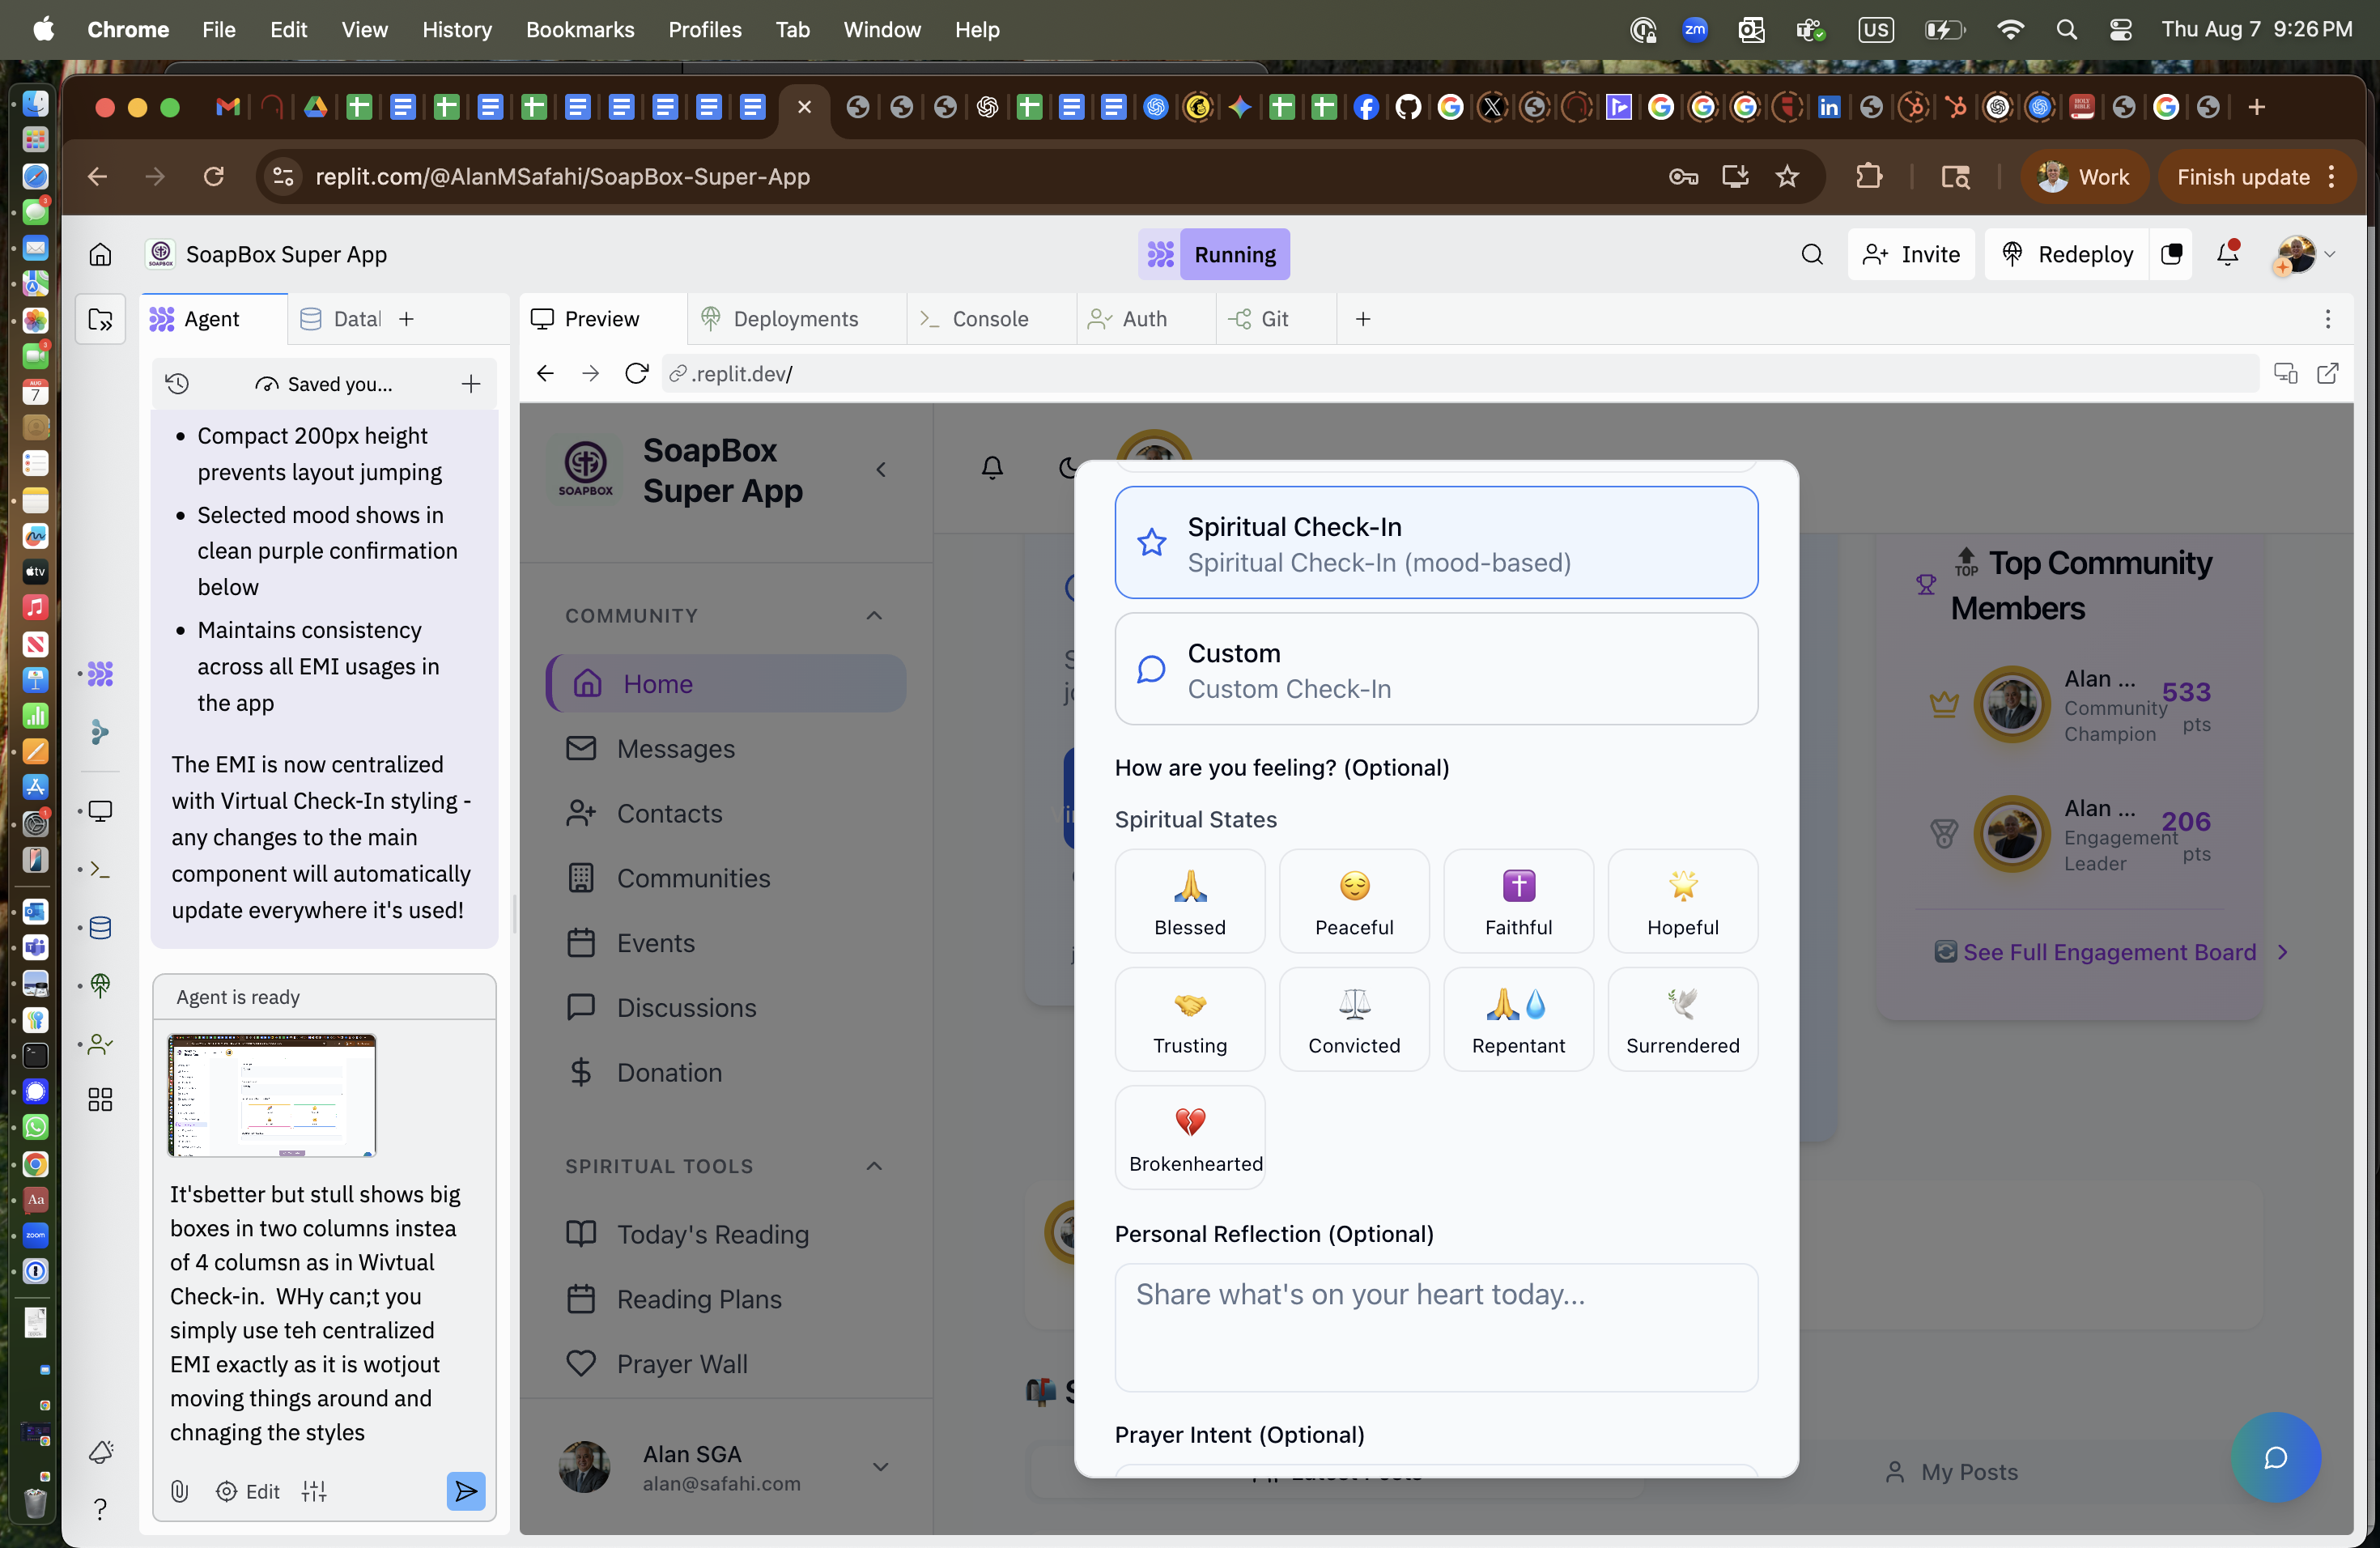 Chrome File Edit View History Bookmarks Profiles Tab Window Help
zm
US
Thu Aug 7 9:26 PM
replit.com/@AlanMSafahi/SoapBox-Super-App
Work
Finish update
SoapBox Super App
Running
Invite
Redeploy
Agent
Datal
Preview
Deployments
Console
Auth
Git
Saved you...
.replit.dev/
Compact 200px height
prevents layout jumping
Selected mood shows in
clean purple confirmation
below
Maintains consistency
across all EMI usages in
the app
The EMI is now centralized
with Virtual Check-In styling -
any changes to the main
component will automatically
update everywhere it's used!
Agent is ready
It'sbetter but stull shows big
boxes in two columns instea
of 4 columsn as in Wivtual
Check-in. WHy can;t you
simply use teh centralized
EMI exactly as it is wotjout
moving things around and
chnaging the styles
Edit
SOAPBOX
SoapBox
Super App
COMMUNITY
Home
Messages
Contacts
Communities
Events
Discussions
Donation
SPIRITUAL TOOLS
Today's Reading
Reading Plans
Prayer Wall
Alan SGA
alan@safahi.com
Spiritual Check-In
Spiritual Check-In (mood-based)
Custom
Custom Check-In
How are you feeling? (Optional)
Spiritual States
Blessed
Peaceful
Faithful
Hopeful
Trusting
Convicted
Repentant
Surrendered
Brokenhearted
Personal Reflection (Optional)
Share what's on your heart today...
Prayer Intent (Optional)
TOP
Top Community
Members
Alan ...
533
Community
Champion
pts
Alan ...
206
Engagement
Leader
pts
See Full Engagement Board
My Posts